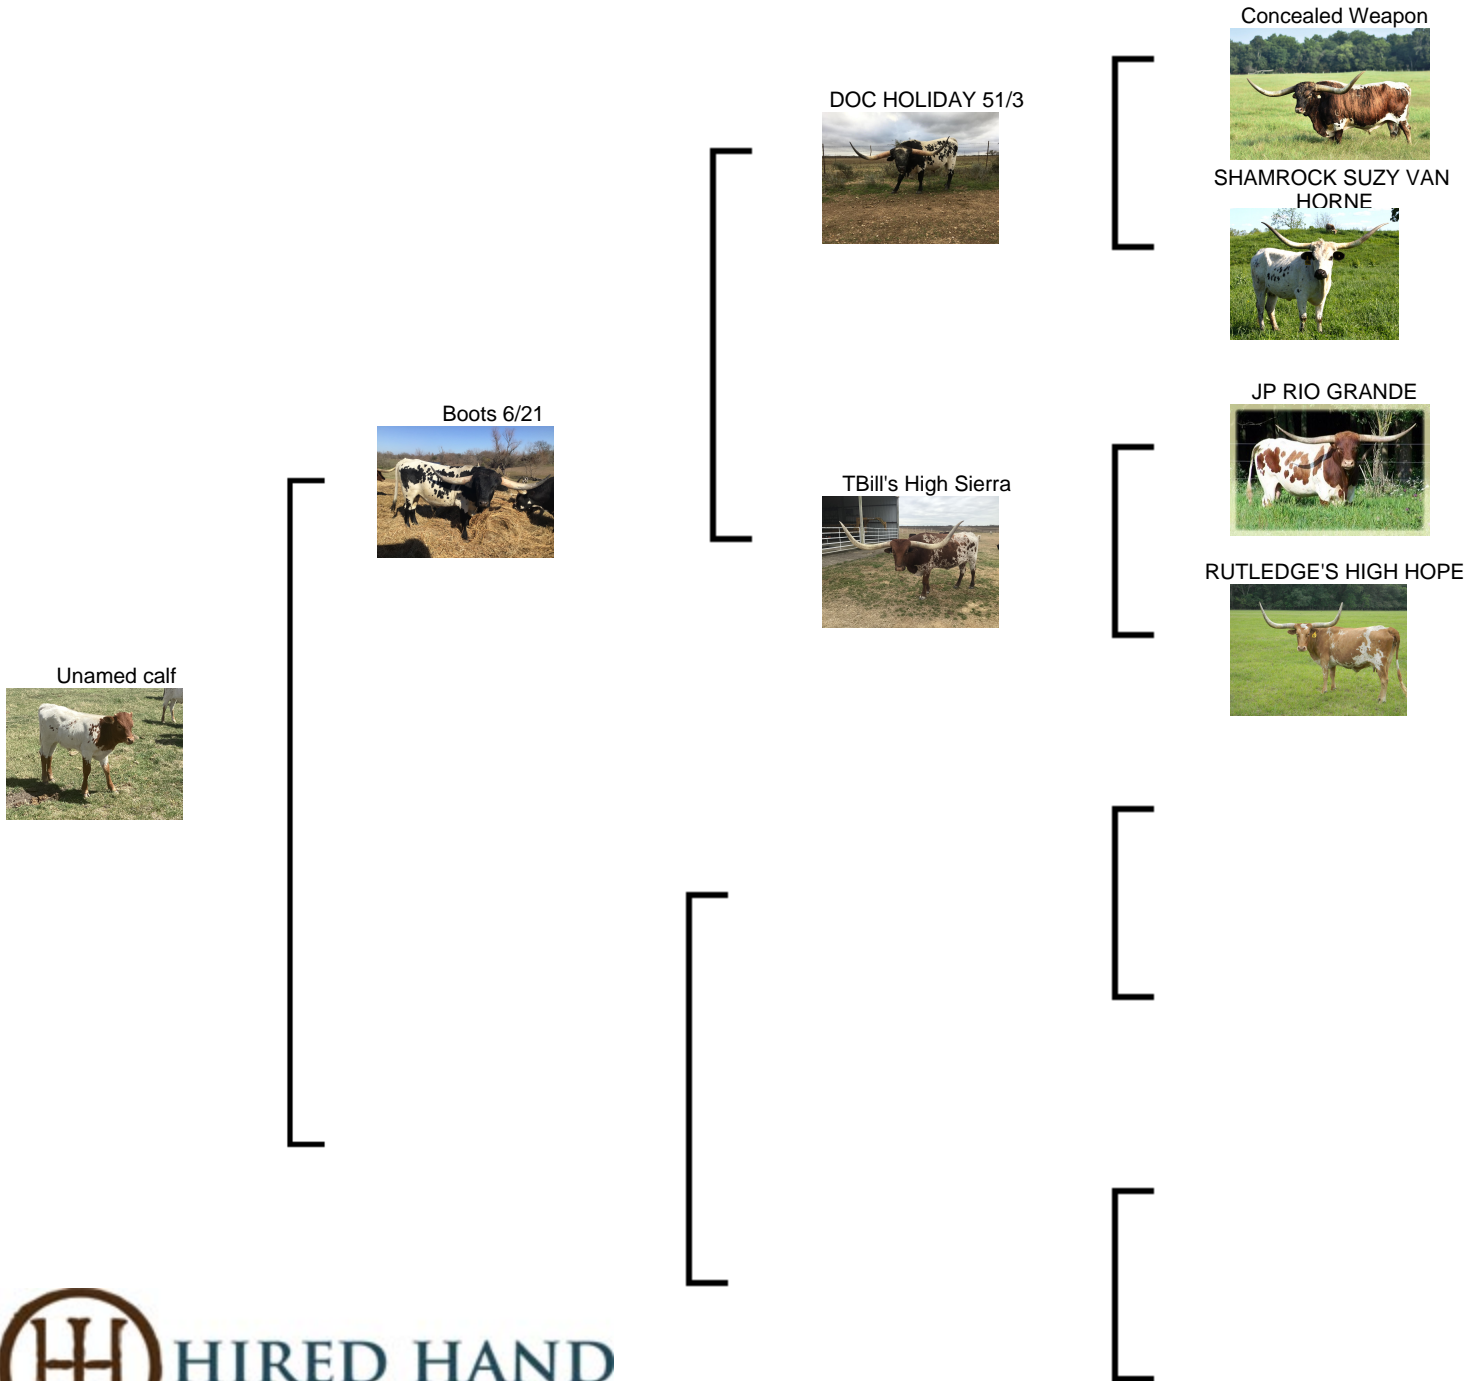 Concealed Weapon
DOC HOLIDAY 51/3
SHAMROCK SUZY VAN
HORNE
JP RIO GRANDE
Boots 6/21
TBill's High Sierra
RUTLEDGE'S HIGH HOPE
Unamed calf
HIRED HAND